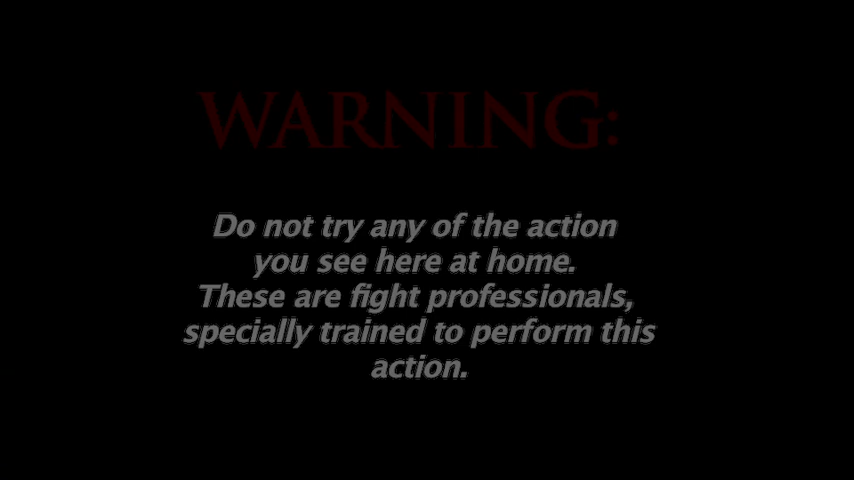 WARNING:
Do not try any of the action
you see here at home.
These are fight professionals,
specially trained to perform this
action.